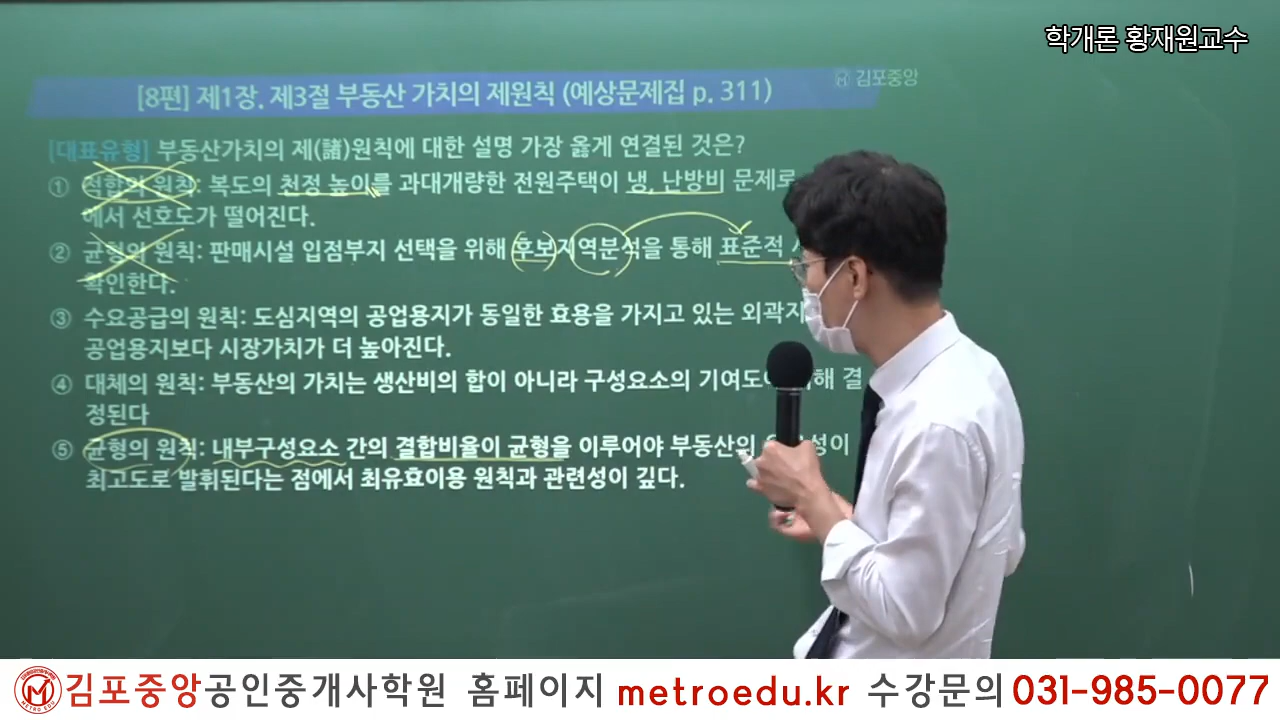 학개론 황재원교수
김포중앙
[8편] 제1장. 제3절 부동산 가치의 제원칙 (예상문제집 p. 311)
[대표유형] 부동산가치의 제(諸)원칙에 대한 설명 가장 옳게 연결된 것은?
① 적합의 원칙: 복도의 천정 높이를 과대개량한 전원주택이 냉, 난방비 문제로
에서 선호도가 떨어진다.
② 균형의 원칙: 판매시설 입점부지 선택을 위해 후보지역분석을 통해 표준적
확인한다.
③ 수요공급의 원칙: 도심지역의 공업용지가 동일한 효용을 가지고 있는 외곽지
공업용지보다 시장가치가 더 높아진다.
④ 대체의 원칙: 부동산의 가치는 생산비의 합이 아니라 구성요소의 기여도에 해 결
정된다
⑤ 균형의 원칙: 내부구성요소 간의 결합비율이 균형을 이루어야 부동산의 성이
최고도로 발휘된다는 점에서 최유효이용 원칙과 관련성이 깊다.
METRO EDU 김포중앙공인중개사학원 홈페이지 metroedu.kr 수강문의 031-985-0077